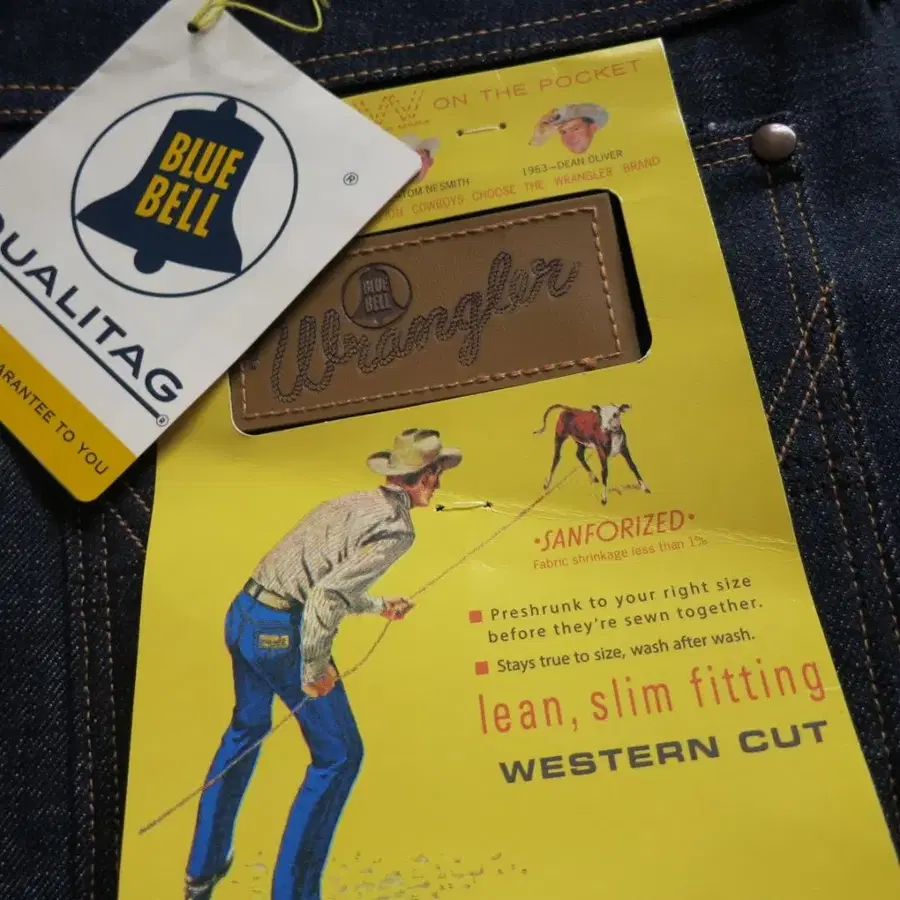 BLUE
BELL
®
QUALITAG®
GUARANTEE TO YOU
W ON THE POCKET
TOM NESMITH
1963—DEAN OLIVER
COWBOYS CHOOSE THE WRANGLER BRAND
BLUE
BELL
Wrangler
•SANFORIZED•
Fabric shrinkage less than 1%
Preshrunk to your right size
before they're sewn together.
Stays true to size, wash after wash.
lean, slim fitting
WESTERN CUT